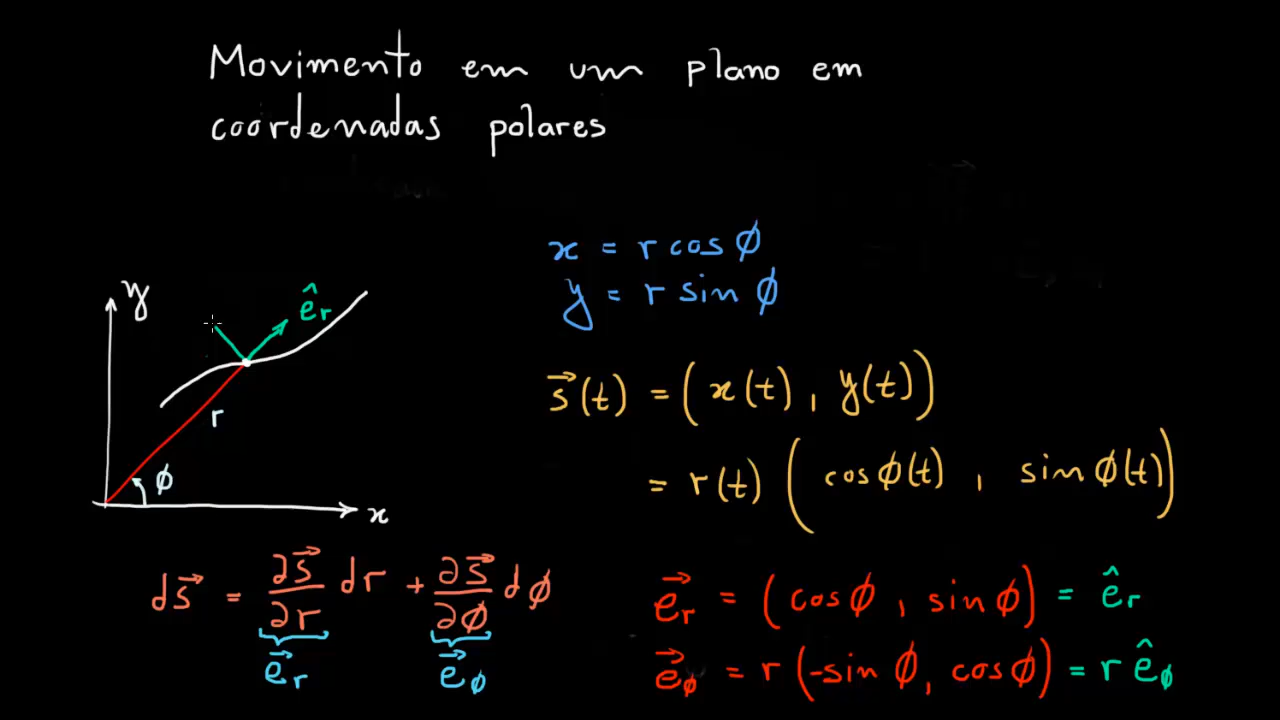 Movimento em um plano em
coordenadas polares
x = r cos ϕ
y = r sin ϕ
y
ê_r
r
ϕ
x
s⃗(t) = (x(t), y(t))
= r(t) (cos ϕ(t), sin ϕ(t))
ds⃗ = ∂s⃗/∂r dr + ∂s⃗/∂ϕ dϕ
e⃗_r e⃗_ϕ
e⃗_r = (cos ϕ, sin ϕ) = ê_r
e⃗_ϕ = r (-sin ϕ, cos ϕ) = r ê_ϕ